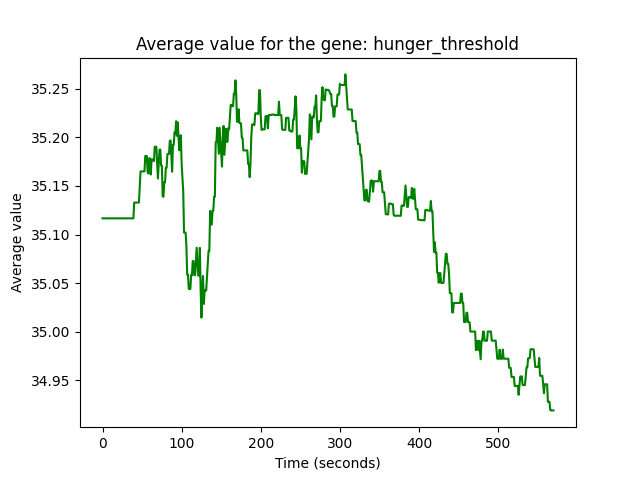 Average value for the gene: hunger_threshold
35.25
35.20
35.15
35.10
35.05
35.00
34.95
Average value
0 100 200 300 400 500
Time (seconds)